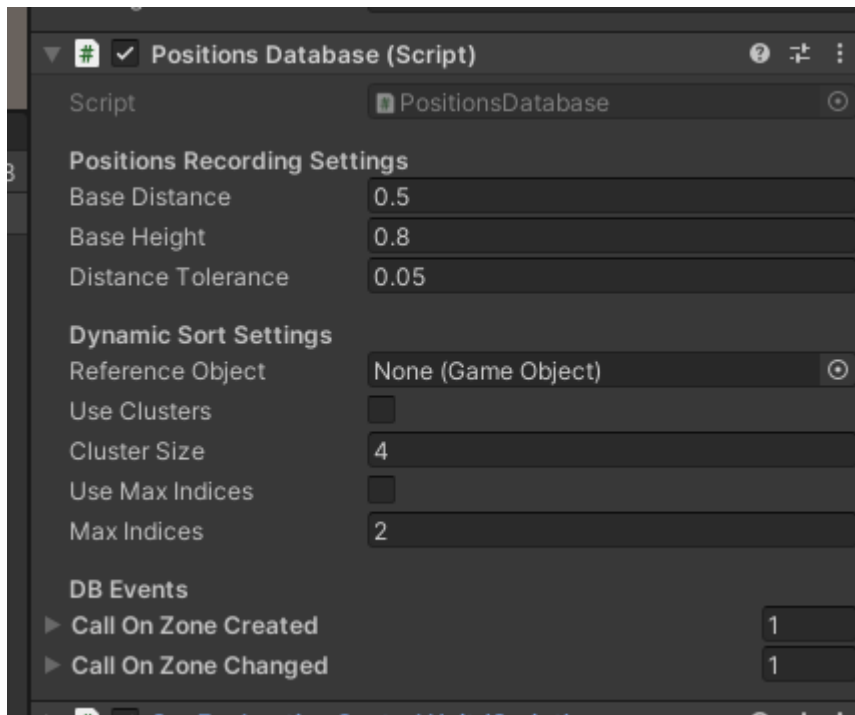 Positions Database (Script)
Script PositionsDatabase
Positions Recording Settings
Base Distance 0.5
Base Height 0.8
Distance Tolerance 0.05
Dynamic Sort Settings
Reference Object None (Game Object)
Use Clusters
Cluster Size 4
Use Max Indices
Max Indices 2
DB Events
Call On Zone Created 1
Call On Zone Changed 1